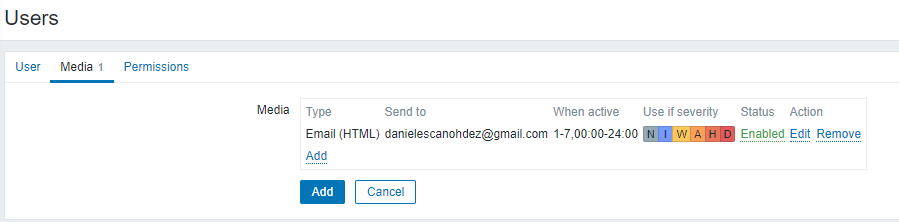 Users
User Media 1 Permissions
Media Type Send to When active Use if severity Status Action
Email (HTML) danielescanohdez@gmail.com 1-7,00:00-24:00 N I W A H D Enabled Edit Remove
Add
Add Cancel